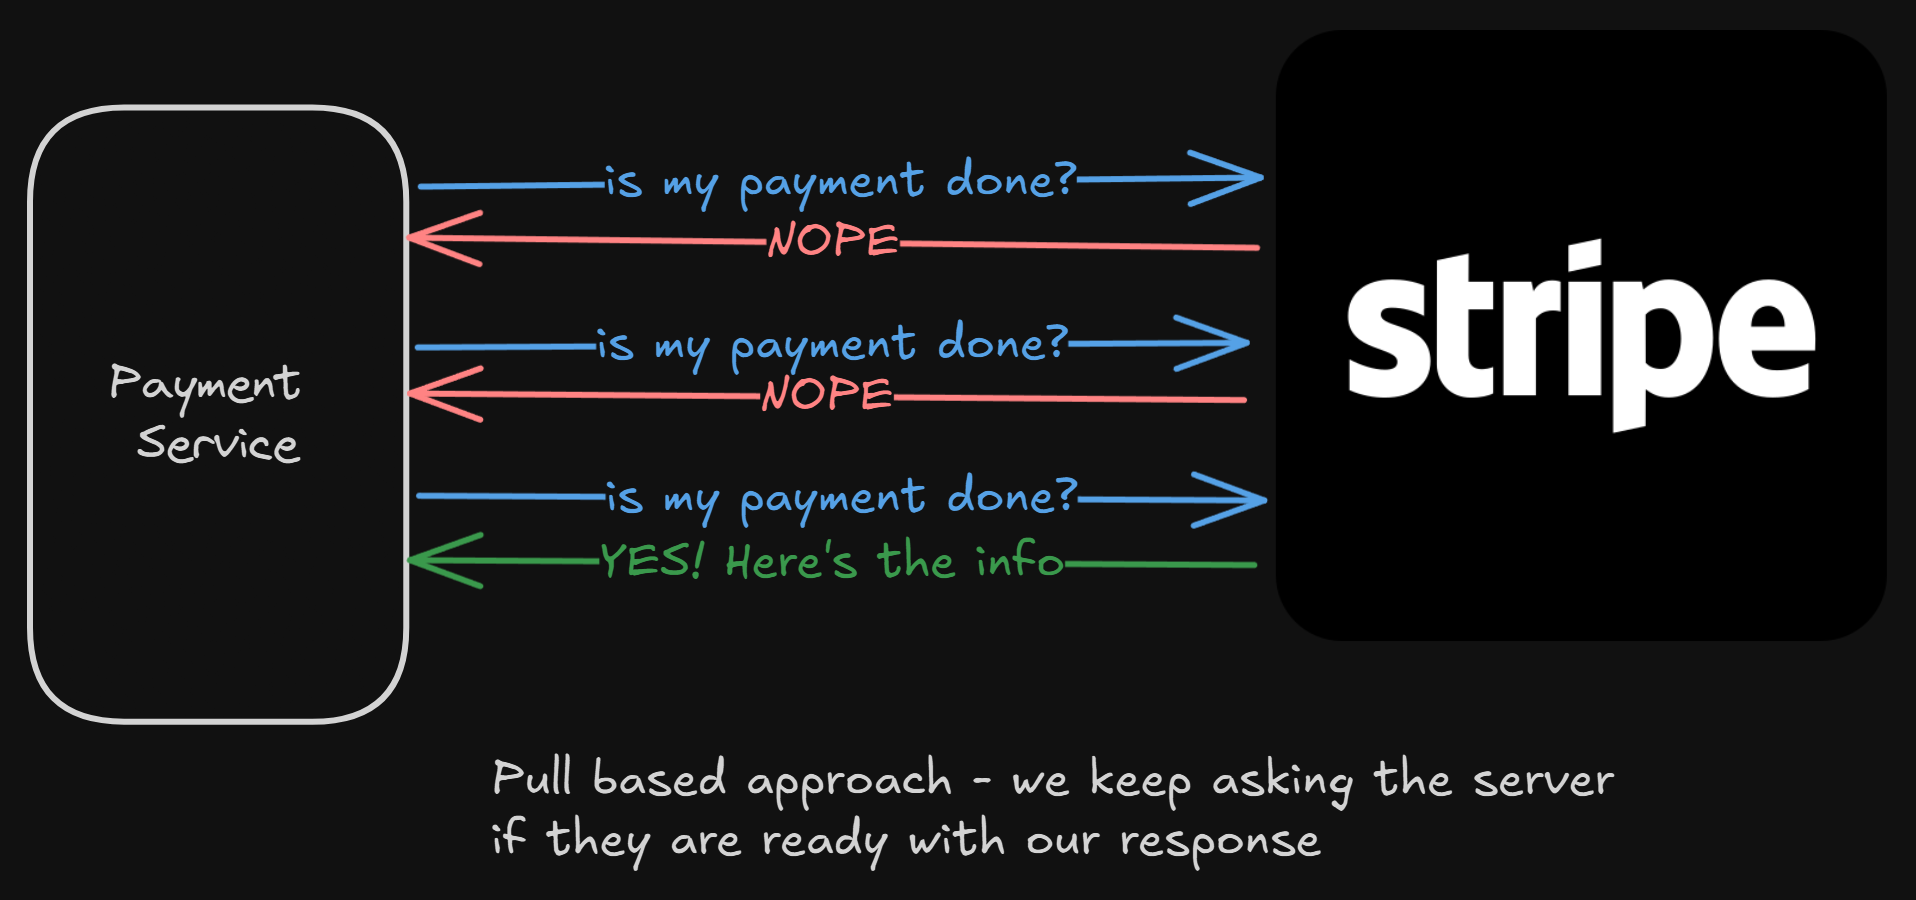 is my payment done?
NOPE
is my payment done?
NOPE
is my payment done?
YES! Here's the info
Payment
Service
stripe
Pull based approach - we keep asking the server
if they are ready with our response